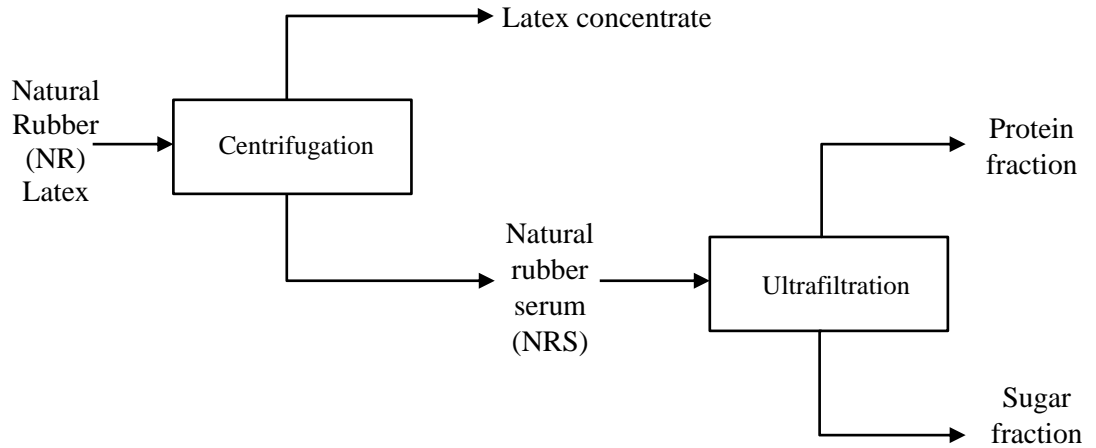 Latex concentrate
Natural
Rubber
(NR)
Latex
Centrifugation
Protein
fraction
Natural
rubber
serum
(NRS)
Ultrafiltration
Sugar
fraction